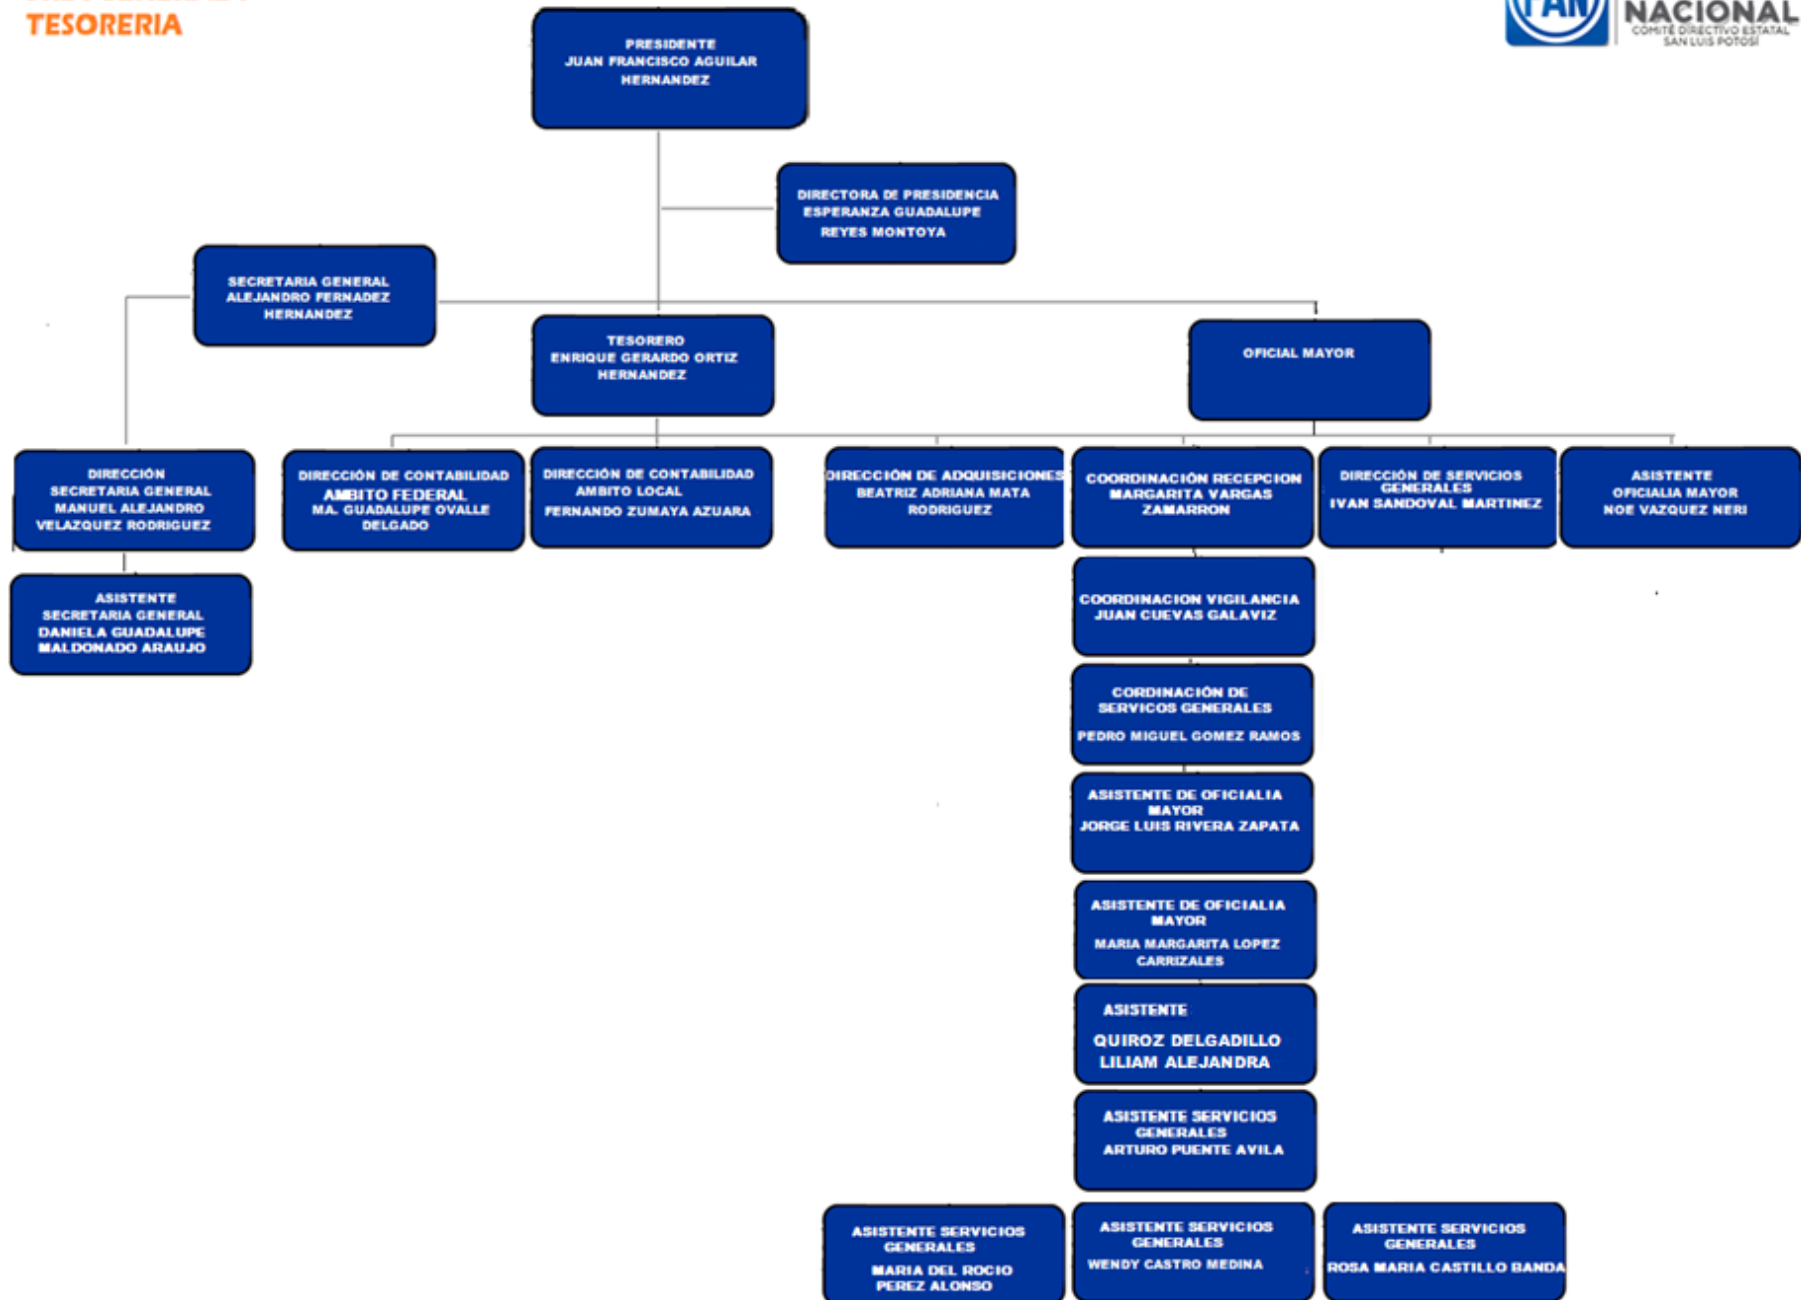 TESORERIA
PAN
NACIONAL
COMITÉ DIRECTIVO ESTATAL
SAN LUIS POTOSÍ
PRESIDENTE
JUAN FRANCISCO AGUILAR
HERNANDEZ
DIRECTORA DE PRESIDENCIA
ESPERANZA GUADALUPE
REYES MONTOYA
SECRETARIA GENERAL
ALEJANDRO FERNADEZ
HERNANDEZ
TESORERO
ENRIQUE GERARDO ORTIZ
HERNANDEZ
OFICIAL MAYOR
DIRECCIÓN
SECRETARIA GENERAL
MANUEL ALEJANDRO
VELAZQUEZ RODRIGUEZ
DIRECCIÓN DE CONTABILIDAD
AMBITO FEDERAL
MA. GUADALUPE OVALLE
DELGADO
DIRECCIÓN DE CONTABILIDAD
AMBITO LOCAL
FERNANDO ZUMAYA AZUARA
DIRECCIÓN DE ADQUISICIONES
BEATRIZ ADRIANA MATA
RODRIGUEZ
COORDINACIÓN RECEPCION
MARGARITA VARGAS
ZAMARRON
DIRECCIÓN DE SERVICIOS
GENERALES
IVAN SANDOVAL MARTINEZ
ASISTENTE
OFICIALIA MAYOR
NOE VAZQUEZ NERI
ASISTENTE
SECRETARIA GENERAL
DANIELA GUADALUPE
MALDONADO ARAUJO
COORDINACION VIGILANCIA
JUAN CUEVAS GALAVIZ
CORDINACIÓN DE
SERVICOS GENERALES
PEDRO MIGUEL GOMEZ RAMOS
ASISTENTE DE OFICIALIA
MAYOR
JORGE LUIS RIVERA ZAPATA
ASISTENTE DE OFICIALIA
MAYOR
MARIA MARGARITA LOPEZ
CARRIZALES
ASISTENTE
QUIROZ DELGADILLO
LILIAM ALEJANDRA
ASISTENTE SERVICIOS
GENERALES
ARTURO PUENTE AVILA
ASISTENTE SERVICIOS
GENERALES
MARIA DEL ROCIO
PEREZ ALONSO
ASISTENTE SERVICIOS
GENERALES
WENDY CASTRO MEDINA
ASISTENTE SERVICIOS
GENERALES
ROSA MARIA CASTILLO BANDA